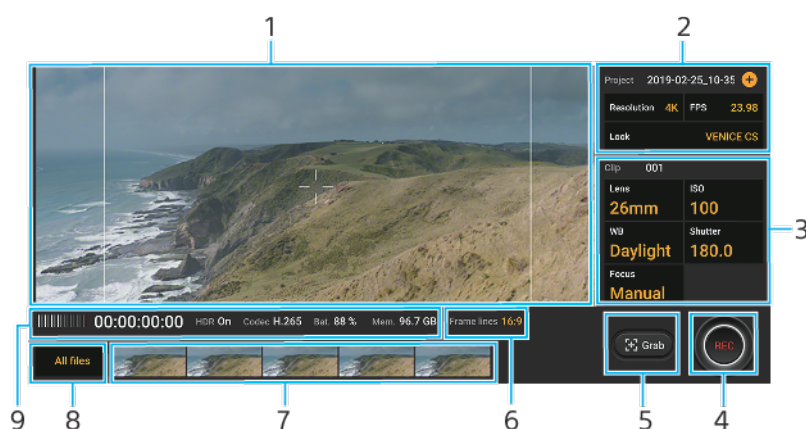 1
2
Project 2019-02-25_10-35
Resolution 4K FPS 23.98
Look VENICE CS
Clip 001
Lens ISO
26mm 100
WB Shutter
Daylight 180.0
Focus
Manual
3
00:00:00:00 HDR On Codec H.265 Bat. 88 % Mem. 96.7 GB Frame lines 16:9
All files
Grab
REC
9 8 7 6 5 4